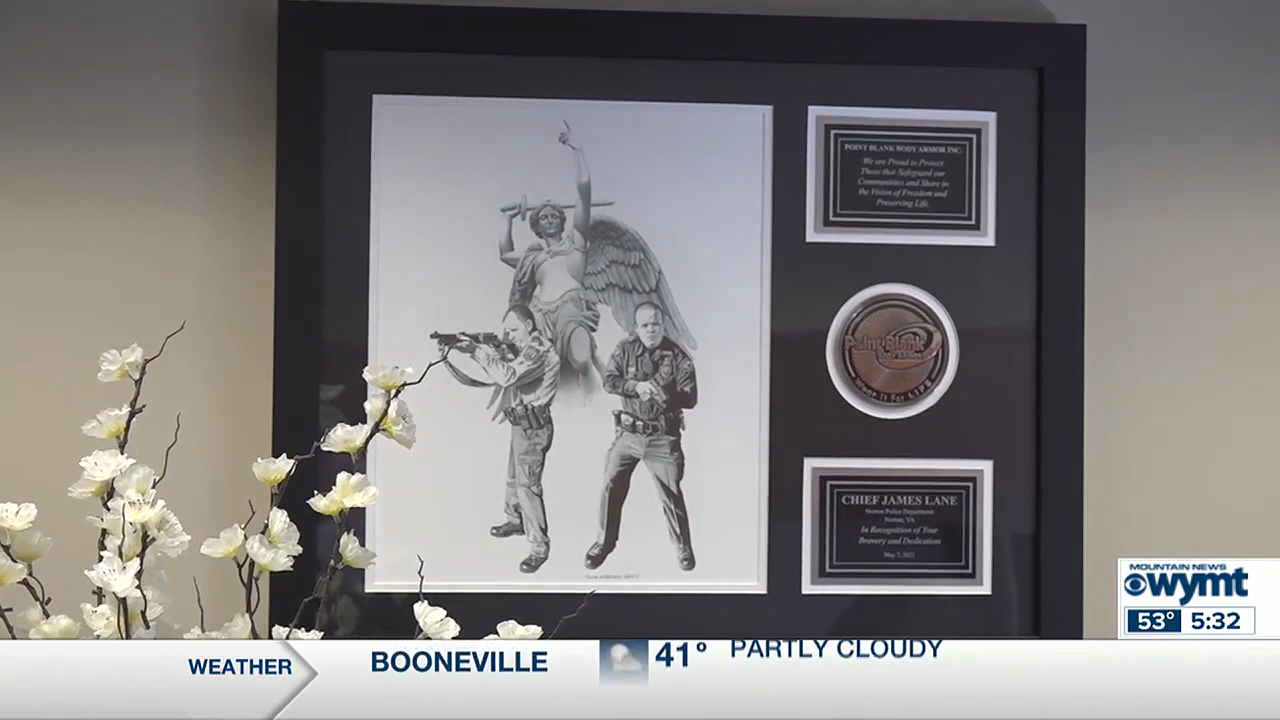 POINT BLANK BODY ARMOR INC.
We are Proud to Protect
Those that Safeguard our
Communities and Share in
the Vision of Freedom and
Preserving Life.
Point Blank
Wear It For LIFE
CHIEF JAMES LANE
Norton Police Department
Norton, VA
In Recognition of Your
Bravery and Dedication
May 7, 2021
MOUNTAIN NEWS
wymt
53° 5:32
WEATHER
BOONEVILLE
41°
PARTLY CLOUDY